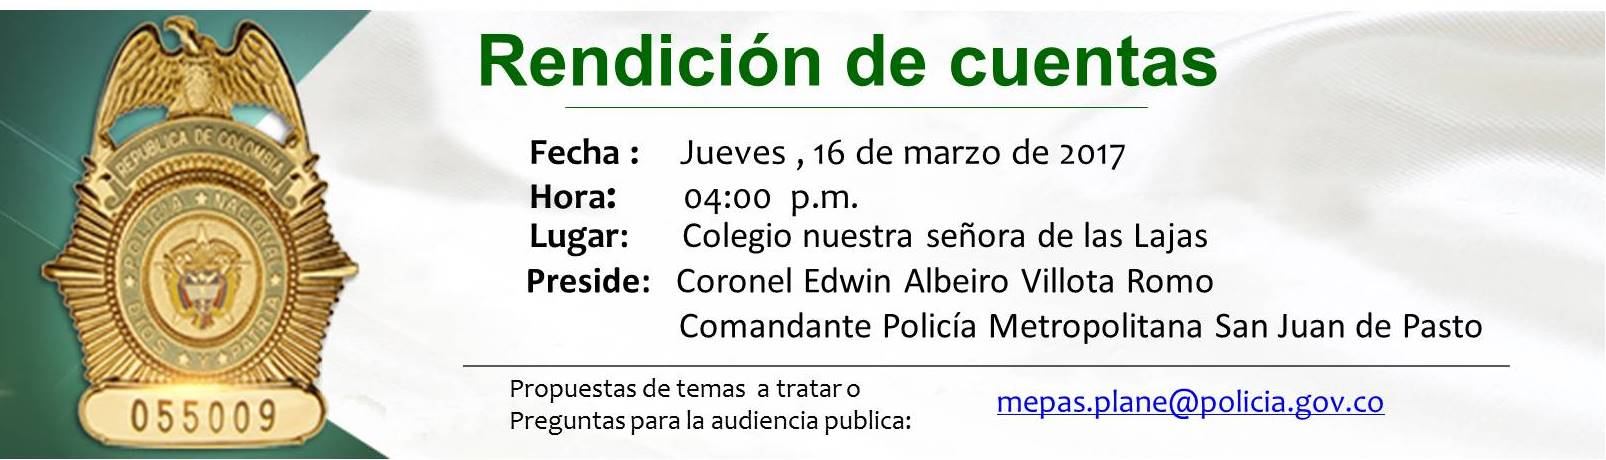 REPUBLICA DE COLOMBIA
POLICIA NACIONAL
DIOS Y PATRIA
055009
Rendición de cuentas
Fecha : Jueves , 16 de marzo de 2017
Hora: 04:00 p.m.
Lugar: Colegio nuestra señora de las Lajas
Preside: Coronel Edwin Albeiro Villota Romo
Comandante Policía Metropolitana San Juan de Pasto
Propuestas de temas a tratar o
Preguntas para la audiencia publica:
mepas.plane@policia.gov.co